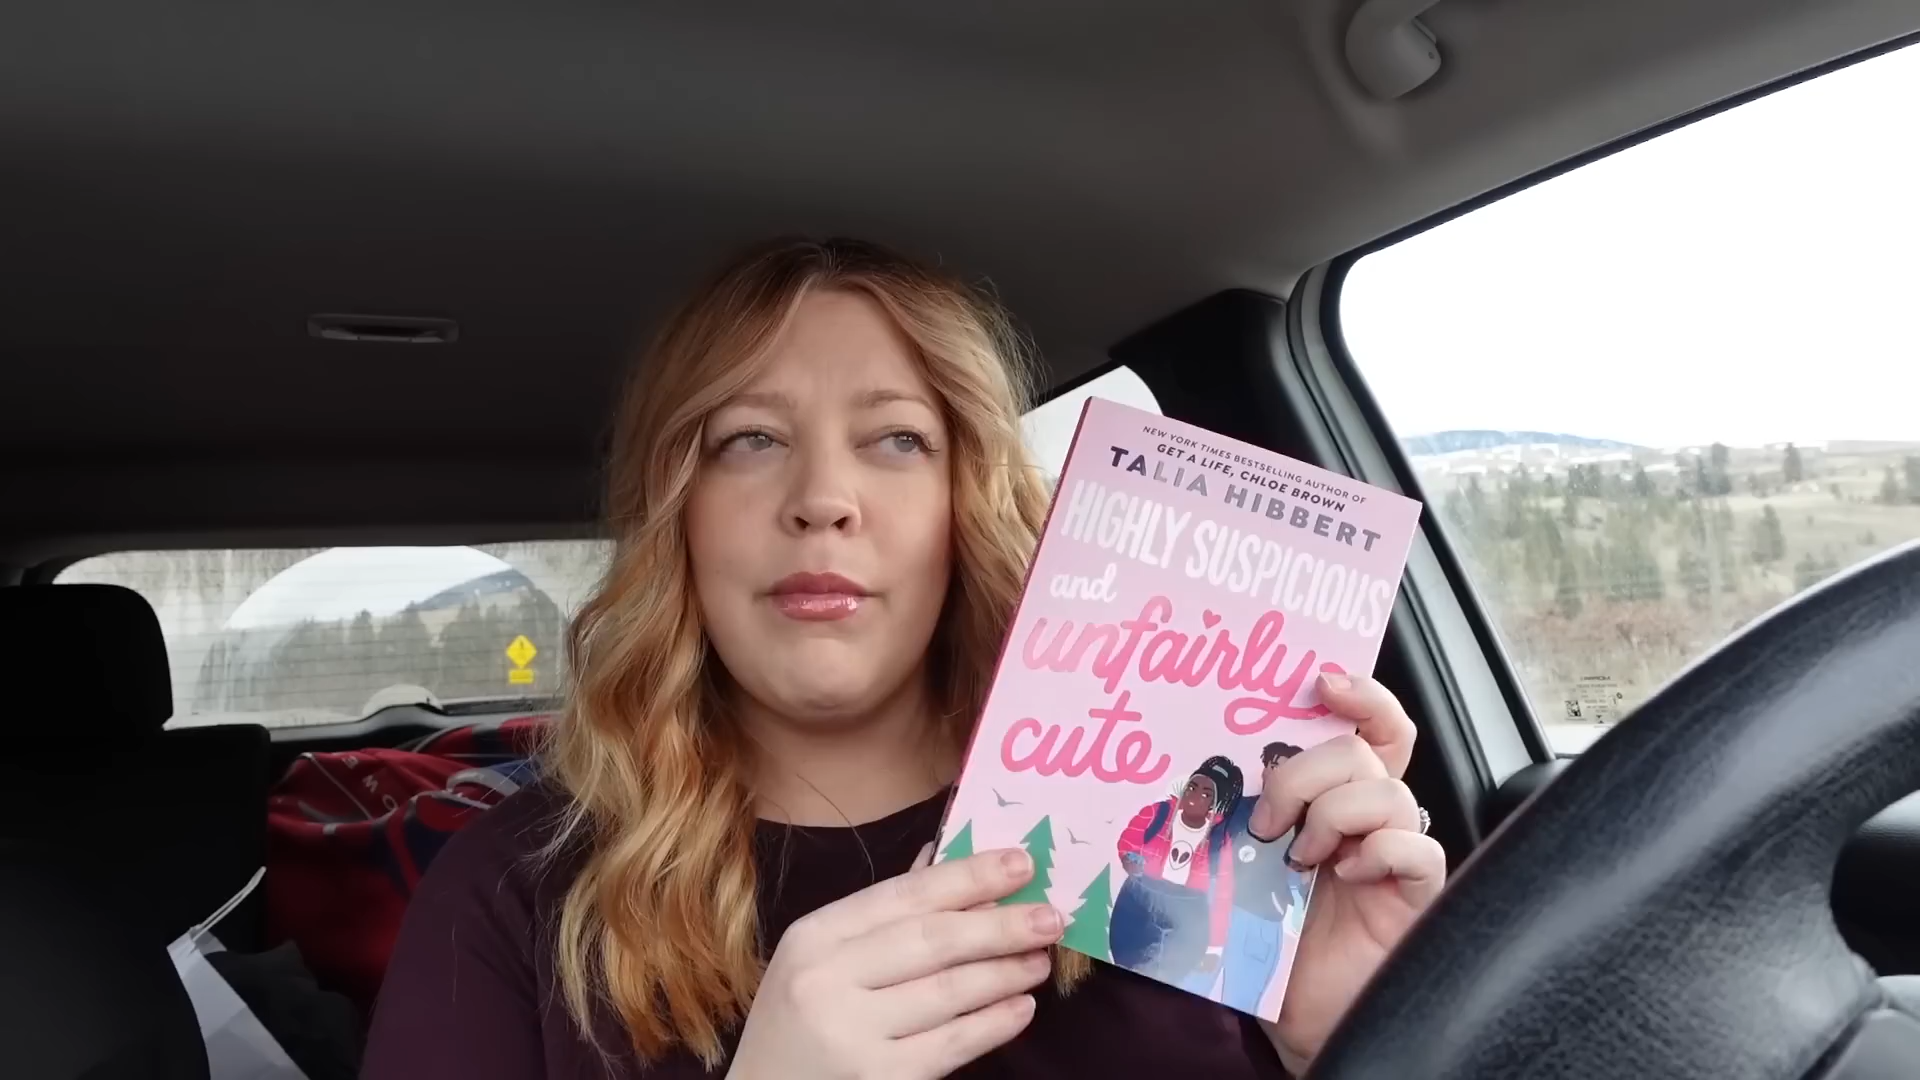 NEW YORK TIMES BESTSELLING AUTHOR OF
GET A LIFE, CHLOE BROWN
TALIA HIBBERT
HIGHLY SUSPICIOUS
and
unfairly
cute